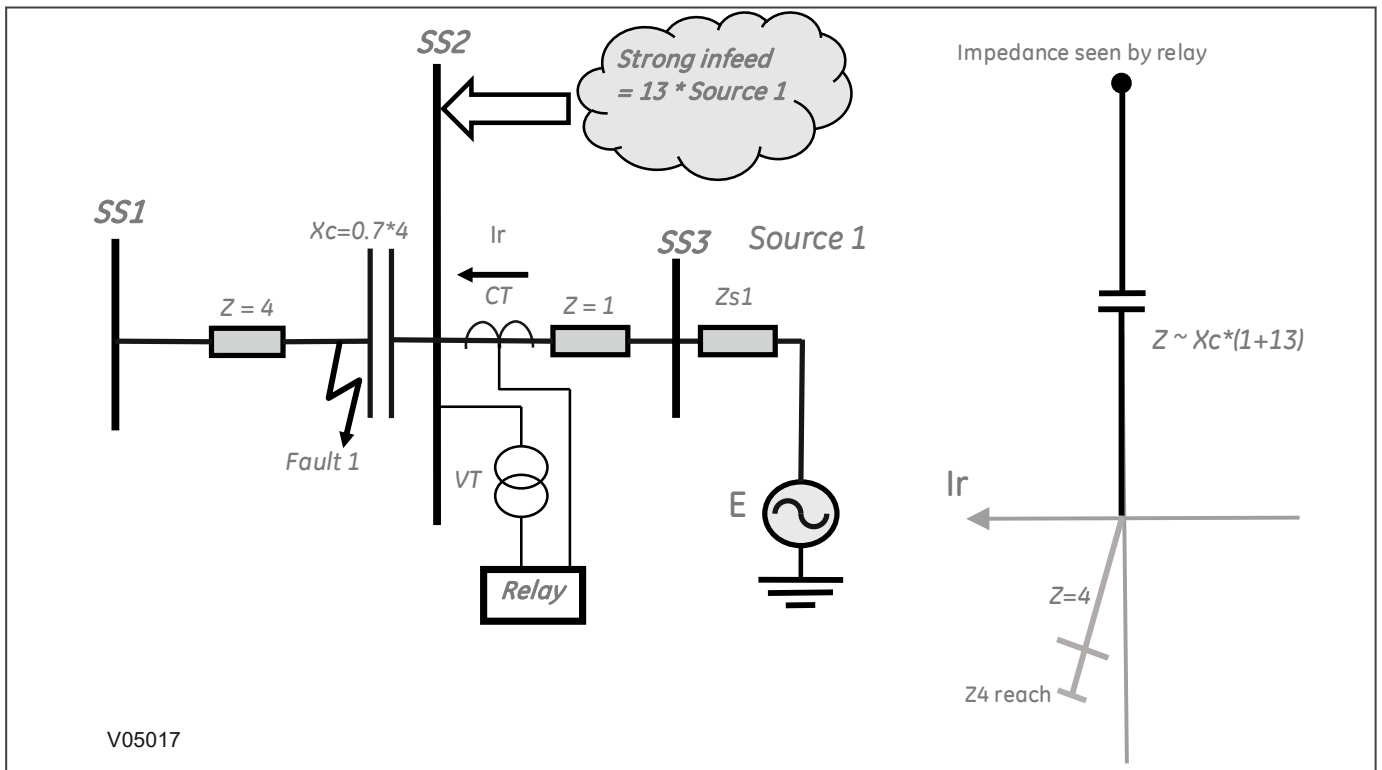 SS2
Strong infeed
= 13 * Source 1
Impedance seen by relay
SS1
Xc=0.7*4
Ir
SS3
Source 1
CT
Z = 4
Z = 1
Zs1
Z ~ Xc*(1+13)
Fault 1
VT
E
Ir
Relay
Z=4
Z4 reach
V05017